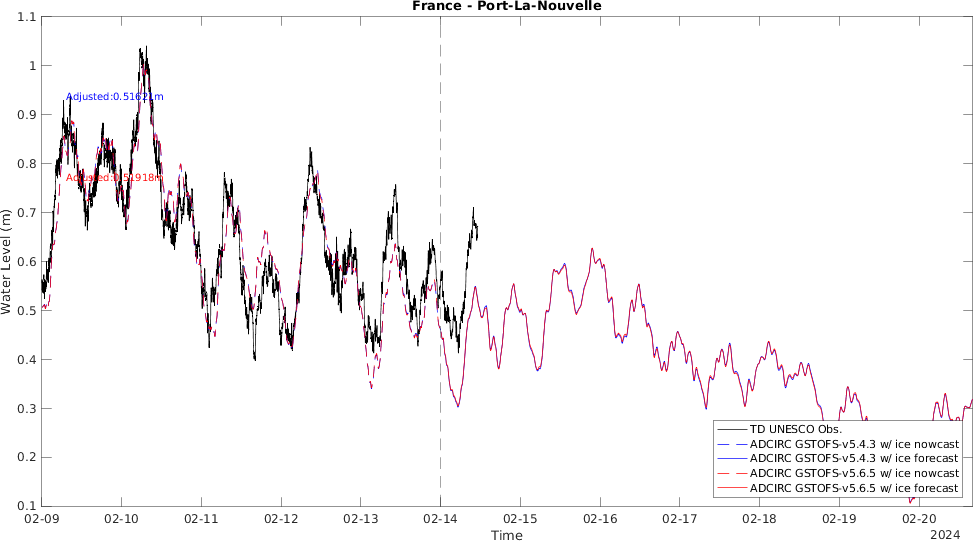 France - Port-La-Nouvelle
1.1
1
0.9
0.8
0.7
0.6
0.5
0.4
0.3
0.2
0.1
Water Level (m)
Adjusted:0.51621m
Adjusted:0.51918m
TD UNESCO Obs.
ADCIRC GSTOFS-v5.4.3 w/ ice nowcast
ADCIRC GSTOFS-v5.4.3 w/ ice forecast
ADCIRC GSTOFS-v5.6.5 w/ ice nowcast
ADCIRC GSTOFS-v5.6.5 w/ ice forecast
02-09 02-10 02-11 02-12 02-13 02-14 02-15 02-16 02-17 02-18 02-19 02-20
Time
2024